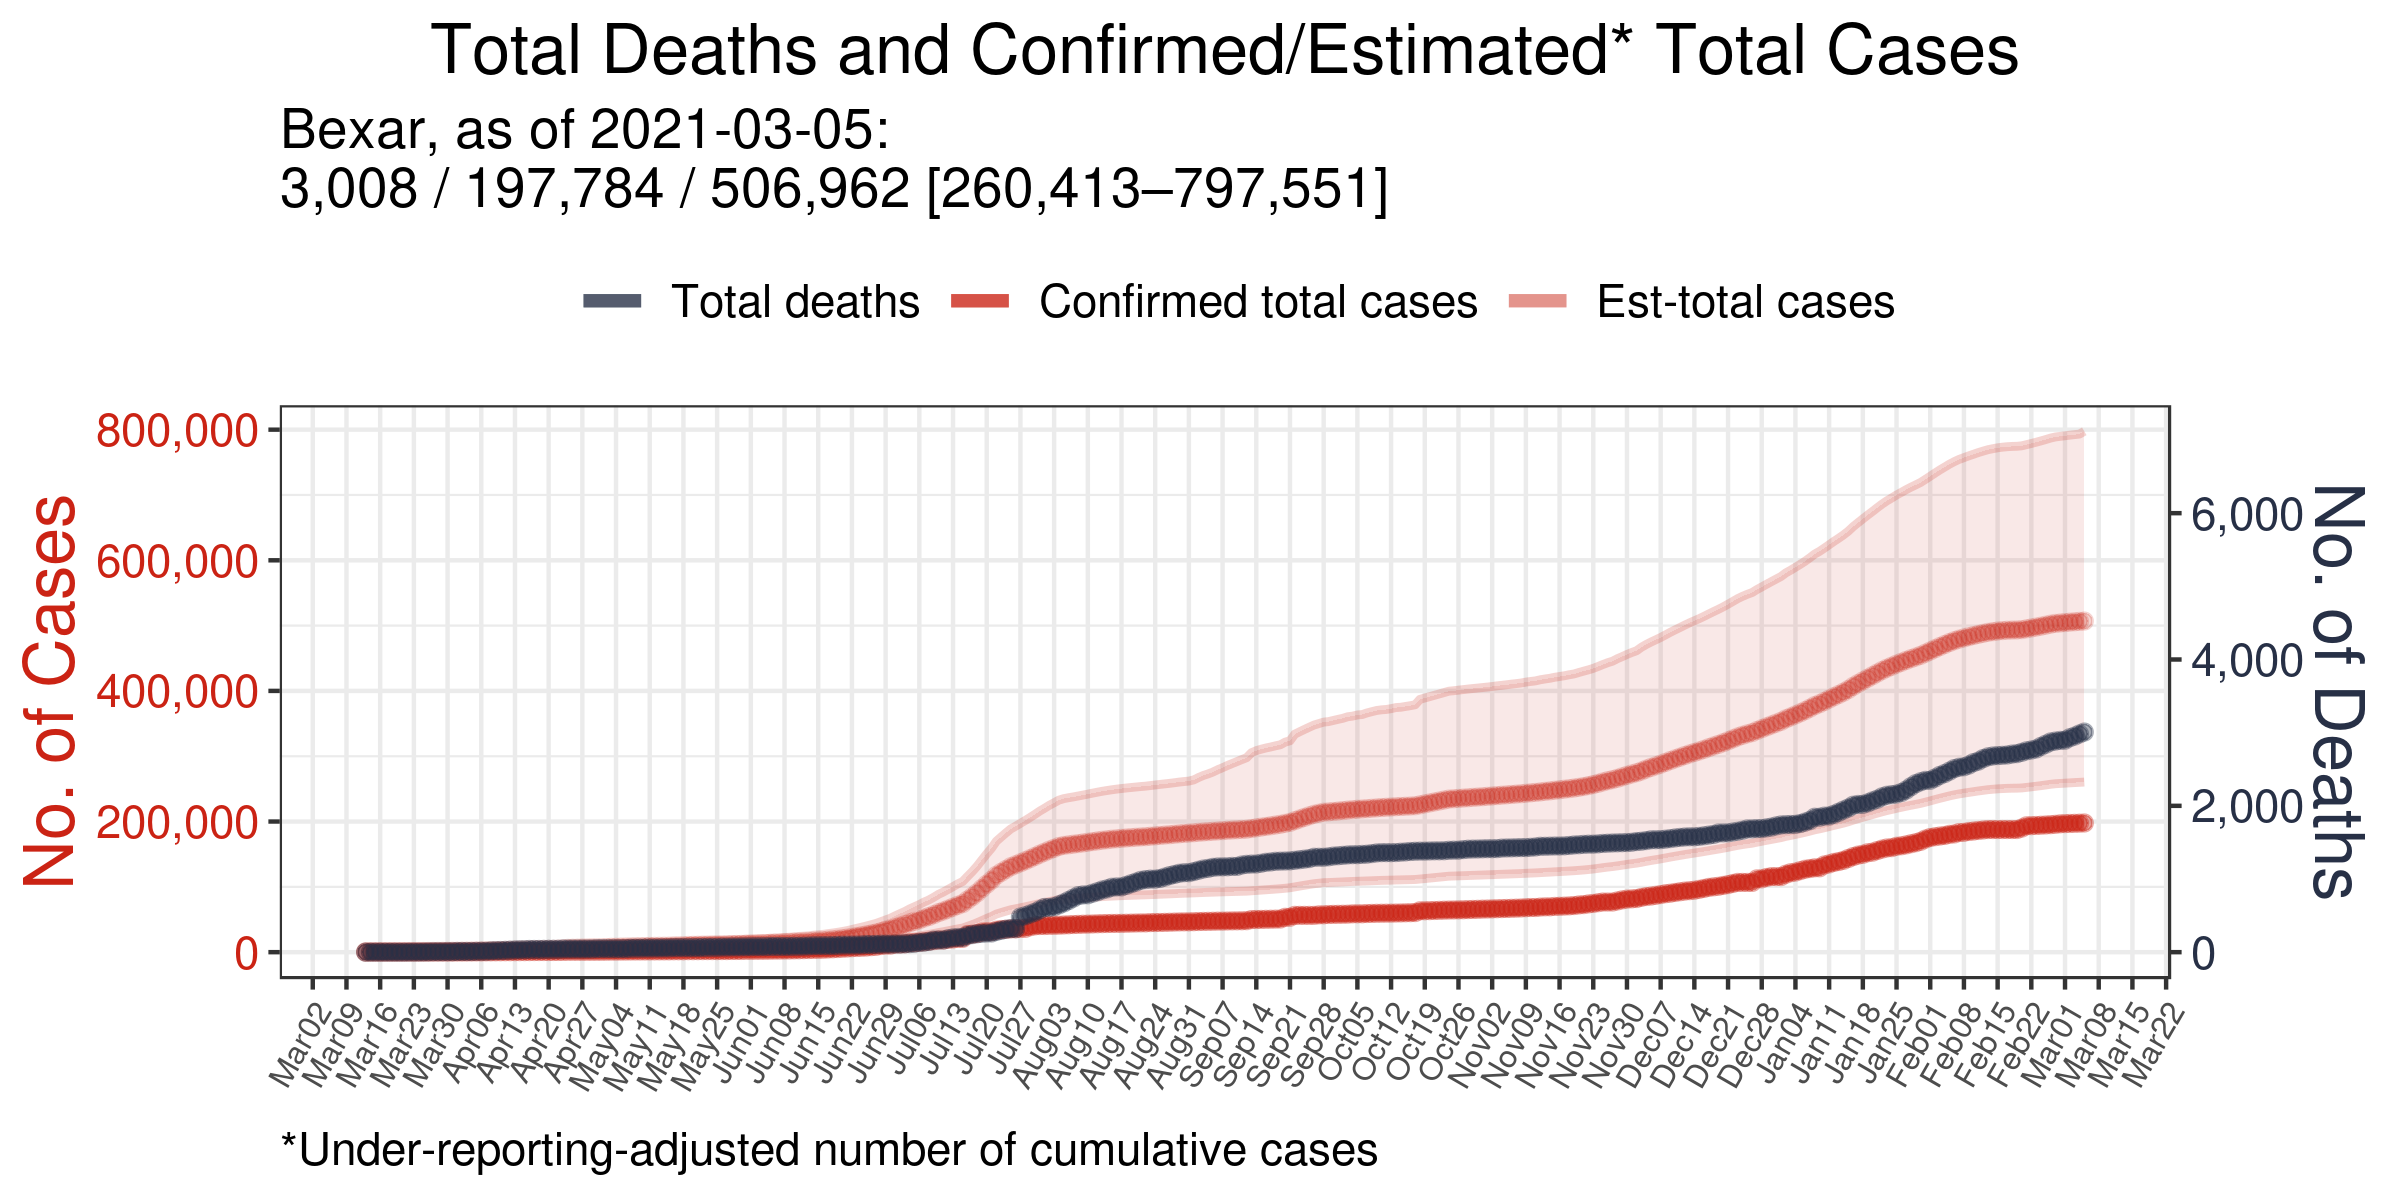 Total Deaths and Confirmed/Estimated* Total Cases
Bexar, as of 2021-03-05:
3,008 / 197,784 / 506,962 [260,413–797,551]
Total deaths
Confirmed total cases
Est-total cases
No. of Cases
800,000
600,000
400,000
200,000
0
6,000
4,000
2,000
0
No. of Deaths
Mar02
Mar09
Mar16
Mar23
Mar30
Apr06
Apr13
Apr20
Apr27
May04
May11
May18
May25
Jun01
Jun08
Jun15
Jun22
Jun29
Jul06
Jul13
Jul20
Jul27
Aug03
Aug10
Aug17
Aug24
Aug31
Sep07
Sep14
Sep21
Sep28
Oct05
Oct12
Oct19
Oct26
Nov02
Nov09
Nov16
Nov23
Nov30
Dec07
Dec14
Dec21
Dec28
Jan04
Jan11
Jan18
Jan25
Feb01
Feb08
Feb15
Feb22
Mar01
Mar08
Mar15
Mar22
*Under-reporting-adjusted number of cumulative cases